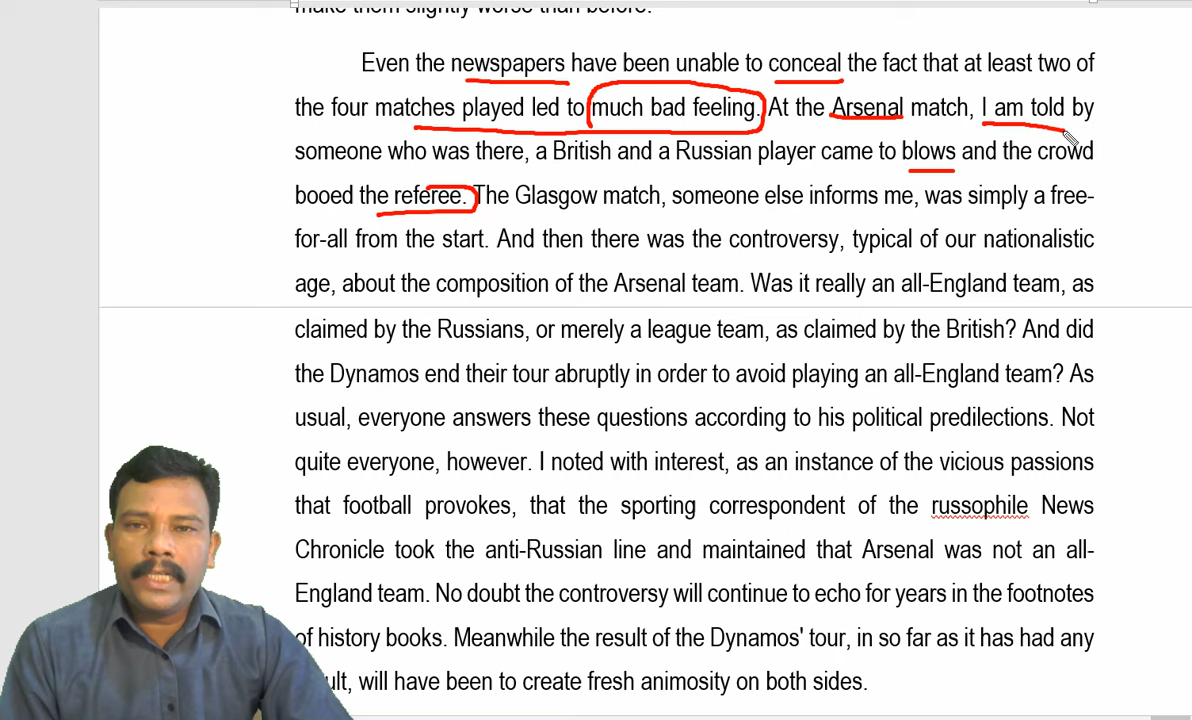 make them slightly worse than before.
Even the newspapers have been unable to conceal the fact that at least two of
the four matches played led to much bad feeling. At the Arsenal match, I am told by
someone who was there, a British and a Russian player came to blows and the crowd
booed the referee. The Glasgow match, someone else informs me, was simply a free-
for-all from the start. And then there was the controversy, typical of our nationalistic
age, about the composition of the Arsenal team. Was it really an all-England team, as
claimed by the Russians, or merely a league team, as claimed by the British? And did
the Dynamos end their tour abruptly in order to avoid playing an all-England team? As
usual, everyone answers these questions according to his political predilections. Not
quite everyone, however. I noted with interest, as an instance of the vicious passions
that football provokes, that the sporting correspondent of the russophile News
Chronicle took the anti-Russian line and maintained that Arsenal was not an all-
England team. No doubt the controversy will continue to echo for years in the footnotes
of history books. Meanwhile the result of the Dynamos' tour, in so far as it has had any
ult, will have been to create fresh animosity on both sides.